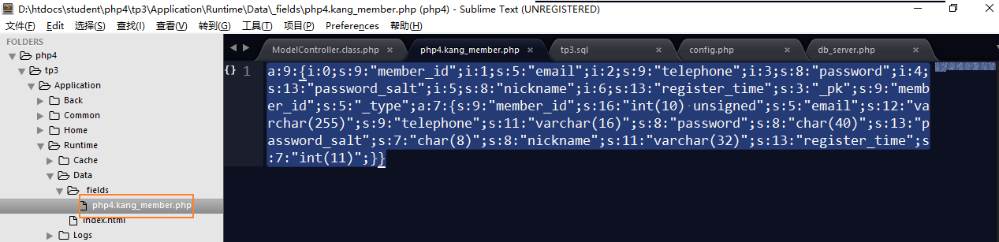 D:\htdocs\student\php4\tp3\Application\Runtime\Data\_fields\php4.kang_member.php (php4) - Sublime Text (UNREGISTERED)
文件(F) Edit 选择(S) 查找(I) 查看(V) 转到(G) 工具(T) 项目(P) Preferences 帮助(H)
FOLDERS
php4
tp3
Application
Back
Common
Home
Runtime
Cache
Data
_fields
php4.kang_member.php
index.html
Logs
ModelController.class.php × php4.kang_member.php × tp3.sql × config.php × db_server.php ×
{} 1 a:9:{i:0;s:9:"member_id";i:1;s:5:"email";i:2;s:9:"telephone";i:3;s:8:"password";i:4;
s:13:"password_salt";i:5;s:8:"nickname";i:6;s:13:"register_time";s:3:"_pk";s:9:"memb
er_id";s:5:"_type";a:7:{s:9:"member_id";s:16:"int(10) unsigned";s:5:"email";s:12:"va
rchar(255)";s:9:"telephone";s:11:"varchar(16)";s:8:"password";s:8:"char(40)";s:13:"p
assword_salt";s:7:"char(8)";s:8:"nickname";s:11:"varchar(32)";s:13:"register_time";s
:7:"int(11)";}}